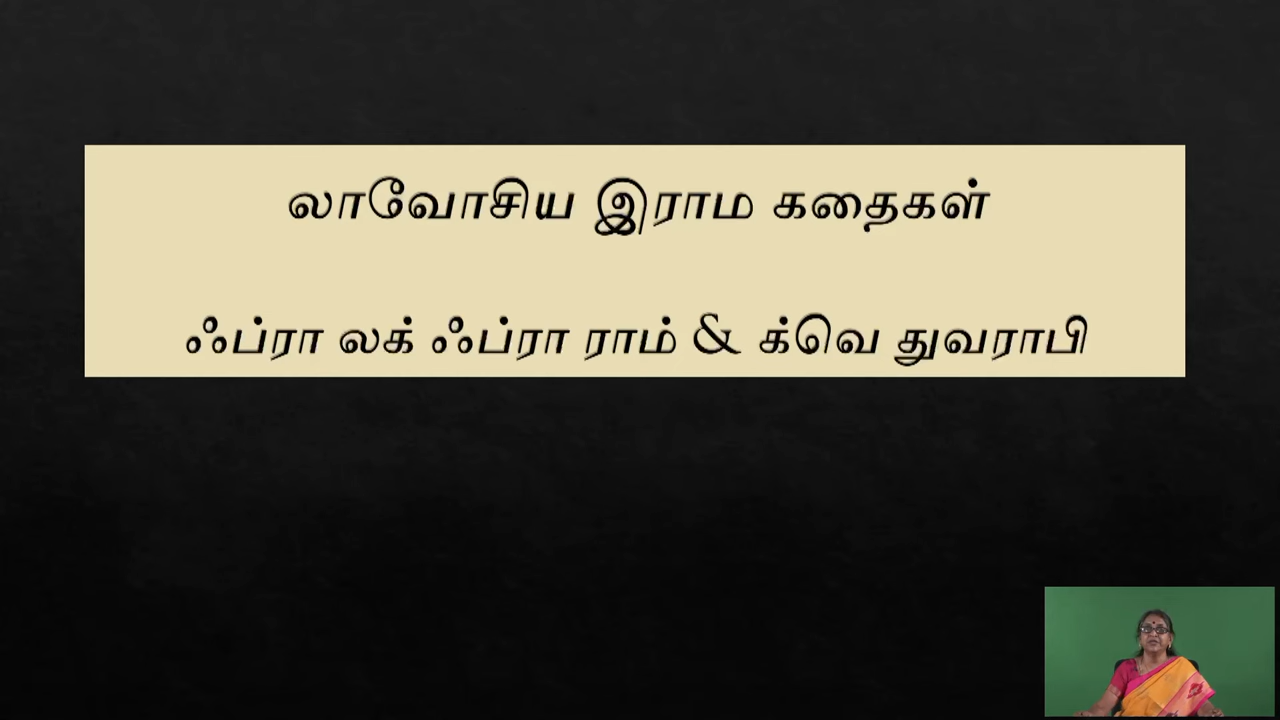 லாவோசிய இராம கதைகள்
ஃப்ரா லக் ஃப்ரா ராம் & க்வெ துவராபி